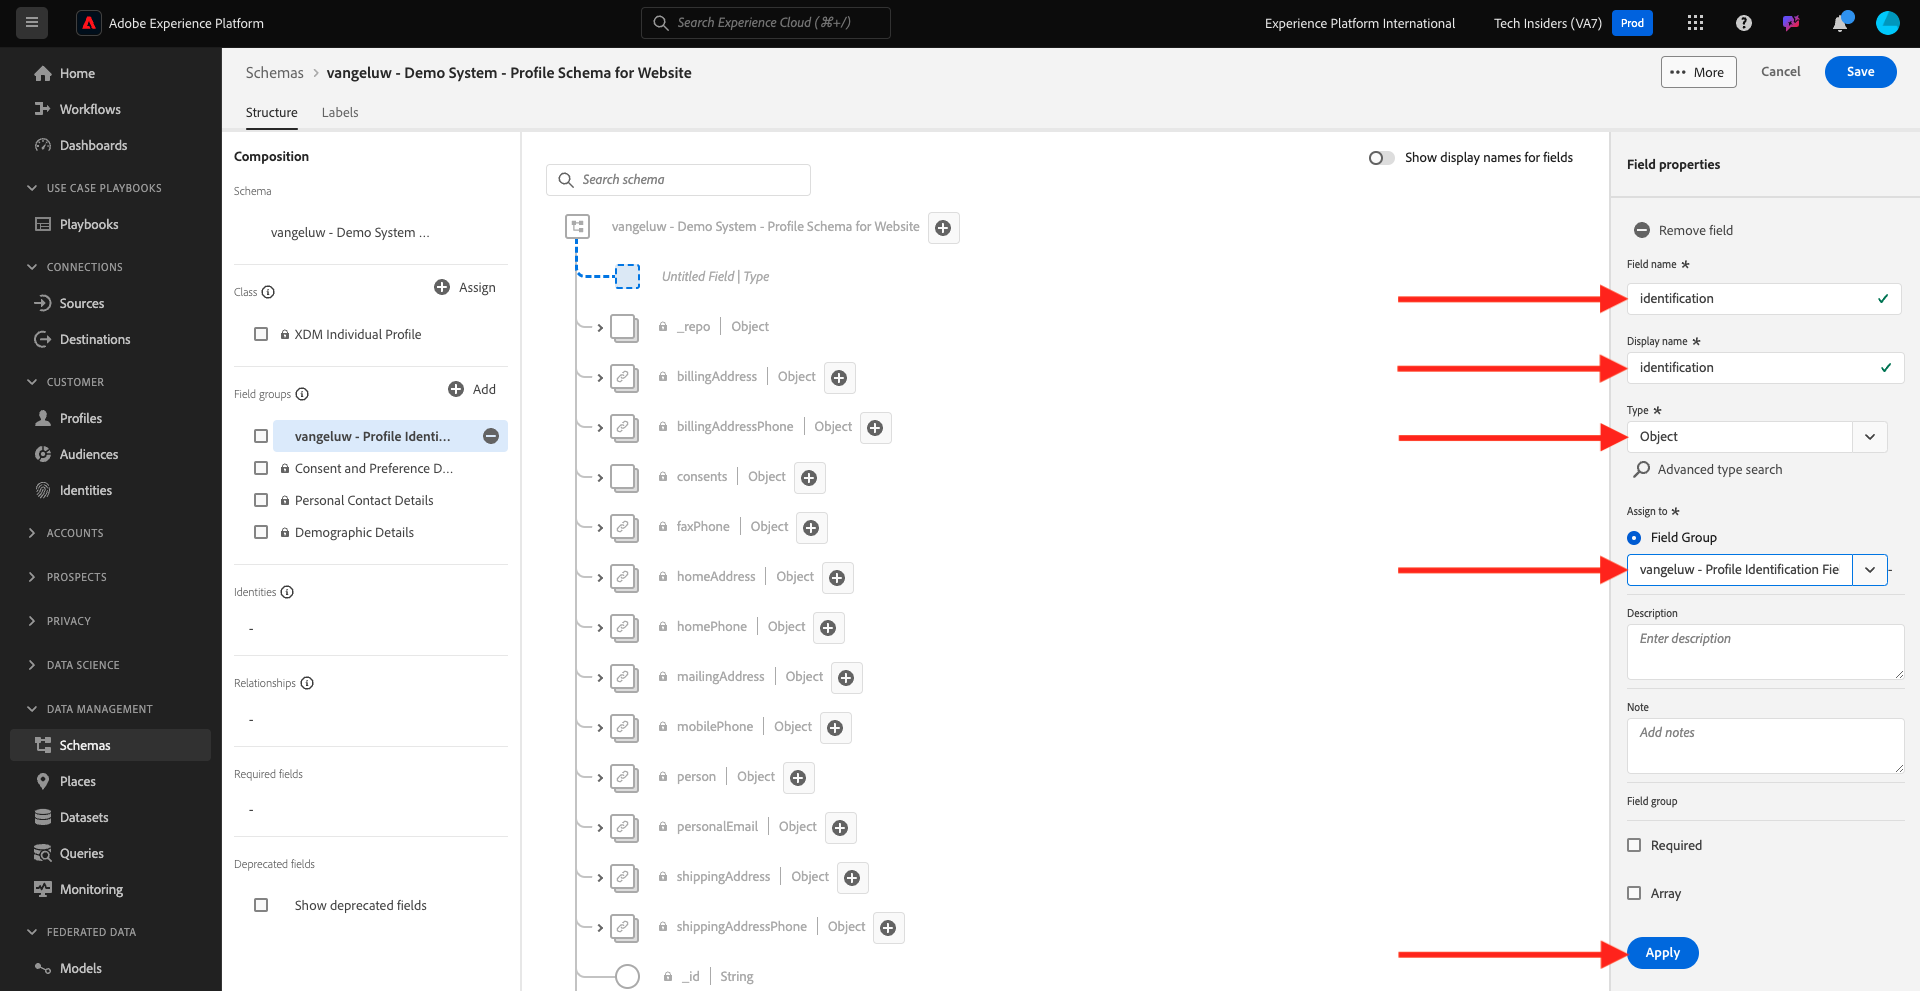 Adobe Experience Platform
Search Experience Cloud (⌘+/)
Experience Platform International
Tech Insiders (VA7)
Prod
Home
Workflows
Dashboards
USE CASE PLAYBOOKS
Playbooks
CONNECTIONS
Sources
Destinations
CUSTOMER
Profiles
Audiences
Identities
ACCOUNTS
PROSPECTS
PRIVACY
DATA SCIENCE
DATA MANAGEMENT
Schemas
Places
Datasets
Queries
Monitoring
FEDERATED DATA
Models
Schemas > vangeluw - Demo System - Profile Schema for Website
••• More
Cancel
Save
Structure
Labels
Composition
Schema
vangeluw - Demo System ...
Class
Assign
XDM Individual Profile
Field groups
Add
vangeluw - Profile Identi...
Consent and Preference D...
Personal Contact Details
Demographic Details
Identities
-
Relationships
-
Required fields
-
Deprecated fields
Show deprecated fields
Search schema
Show display names for fields
vangeluw - Demo System - Profile Schema for Website
Untitled Field | Type
_repo | Object
billingAddress | Object
billingAddressPhone | Object
consents | Object
faxPhone | Object
homeAddress | Object
homePhone | Object
mailingAddress | Object
mobilePhone | Object
person | Object
personalEmail | Object
shippingAddress | Object
shippingAddressPhone | Object
_id | String
Field properties
Remove field
Field name *
identification
Display name *
identification
Type *
Object
Advanced type search
Assign to *
Field Group
vangeluw - Profile Identification Fie
-
Description
Enter description
Note
Add notes
Field group
Required
Array
Apply